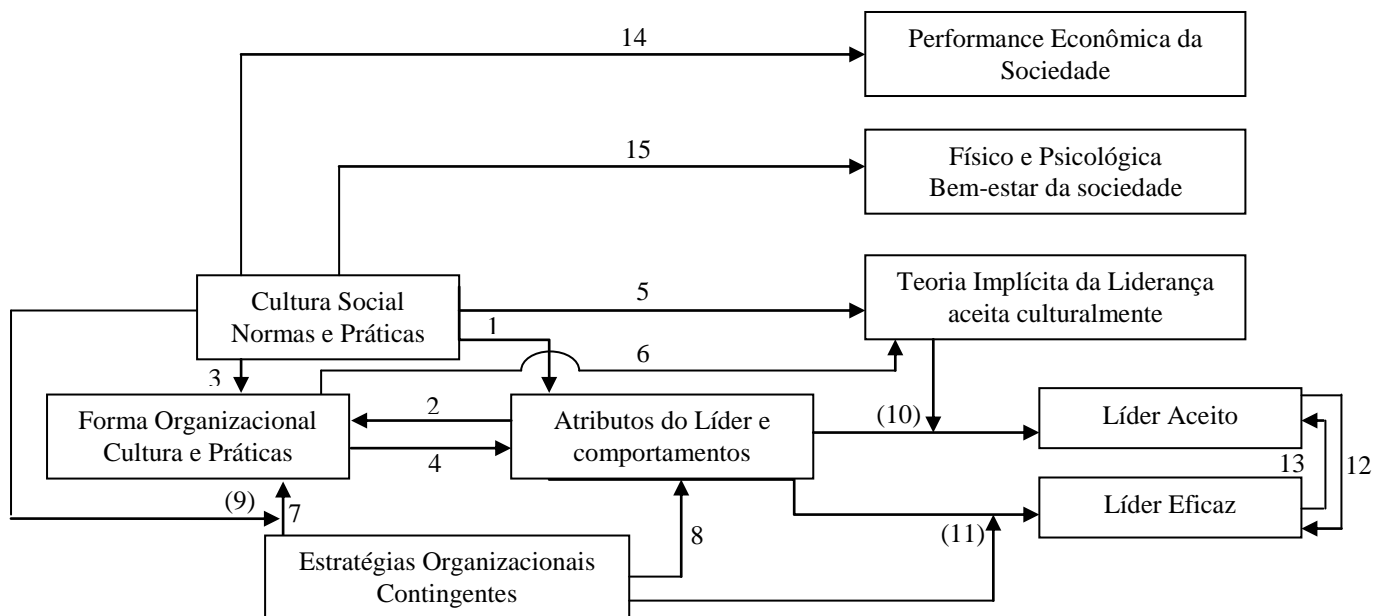 14
Performance Econômica da
Sociedade
15
Físico e Psicológica
Bem-estar da sociedade
Cultura Social
Normas e Práticas
5
1
Teoria Implícita da Liderança
aceita culturalmente
3
6
Forma Organizacional
Cultura e Práticas
2
4
Atributos do Líder e
comportamentos
(10)
Líder Aceito
13
12
Líder Eficaz
(9)
7
8
(11)
Estratégias Organizacionais
Contingentes